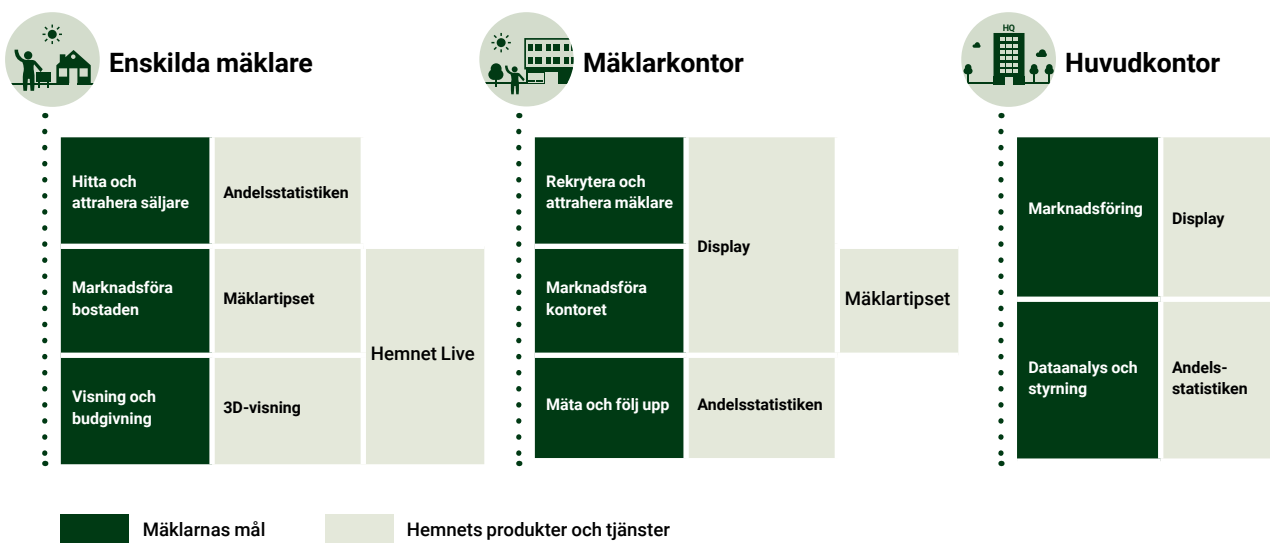 Enskilda mäklare
Hitta och
attrahera säljare
Andelsstatistiken
Marknadsföra
bostaden
Mäklartipset
Visning och
budgivning
3D-visning
Hemnet Live
Mäklarkontor
Rekrytera och
attrahera mäklare
Display
Marknadsföra
kontoret
Mäklartipset
Mäta och följ upp
Andelsstatistiken
HQ
Huvudkontor
Marknadsföring
Display
Dataanalys och
styrning
Andels-
statistiken
Mäklarnas mål
Hemnets produkter och tjänster